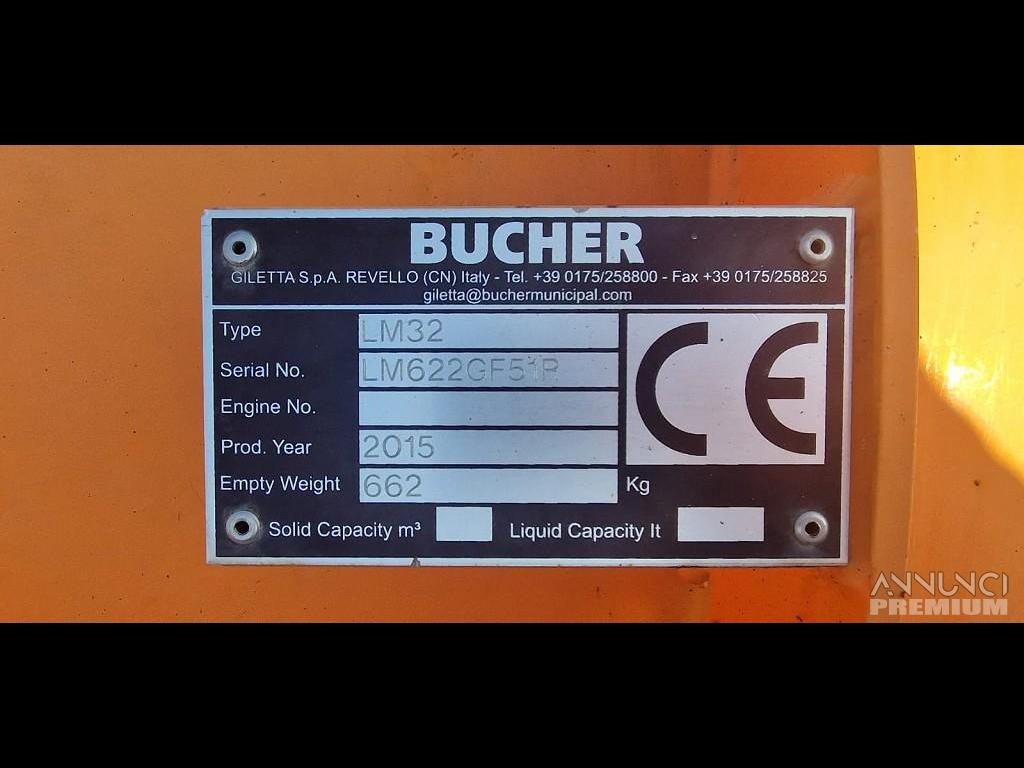 BUCHER
GILETTA S.p.A. REVELLO (CN) Italy - Tel. +39 0175/258800 - Fax +39 0175/258825
giletta@buchermunicipal.com
Type LM32
Serial No. LM622GF51R
Engine No.
Prod. Year 2015
Empty Weight 662 Kg
CE
Solid Capacity m³ Liquid Capacity lt
ANNUNCI
PREMIUM